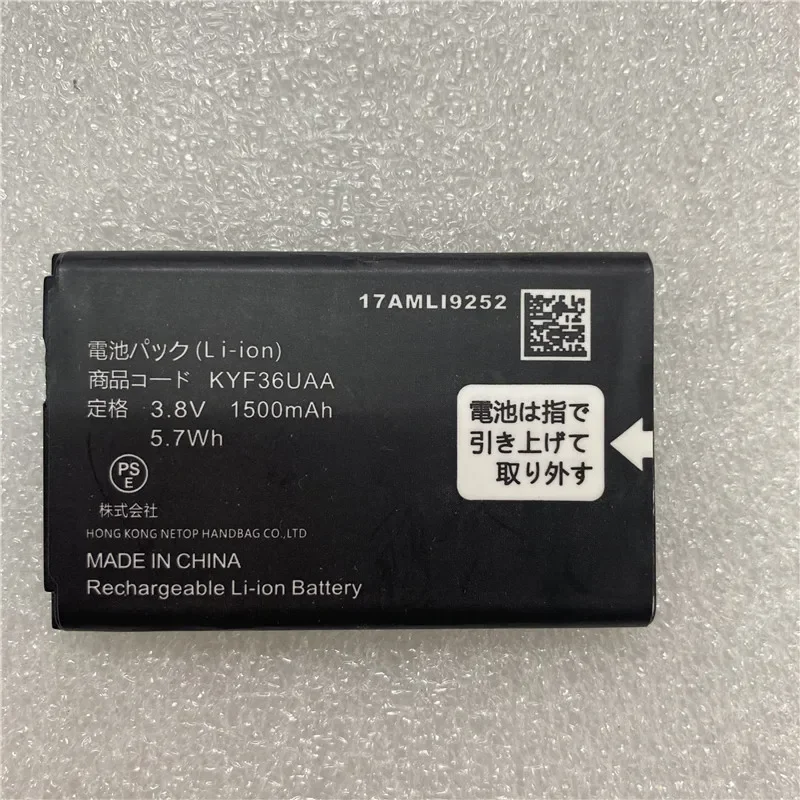 17AMLI9252
電池パック(Li-ion)
商品コード KYF36UAA
定格 3.8V 1500mAh
5.7Wh
電池は指で
引き上げて
取り外す
PS
E
株式会社
HONG KONG NETOP HANDBAG CO.,LTD
MADE IN CHINA
Rechargeable Li-ion Battery